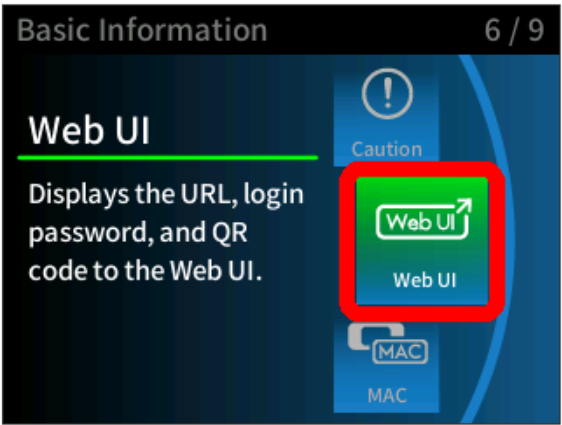 Basic Information
6 / 9
Web UI
Displays the URL, login
password, and QR
code to the Web UI.
Caution
Web UI
Web UI
MAC
MAC